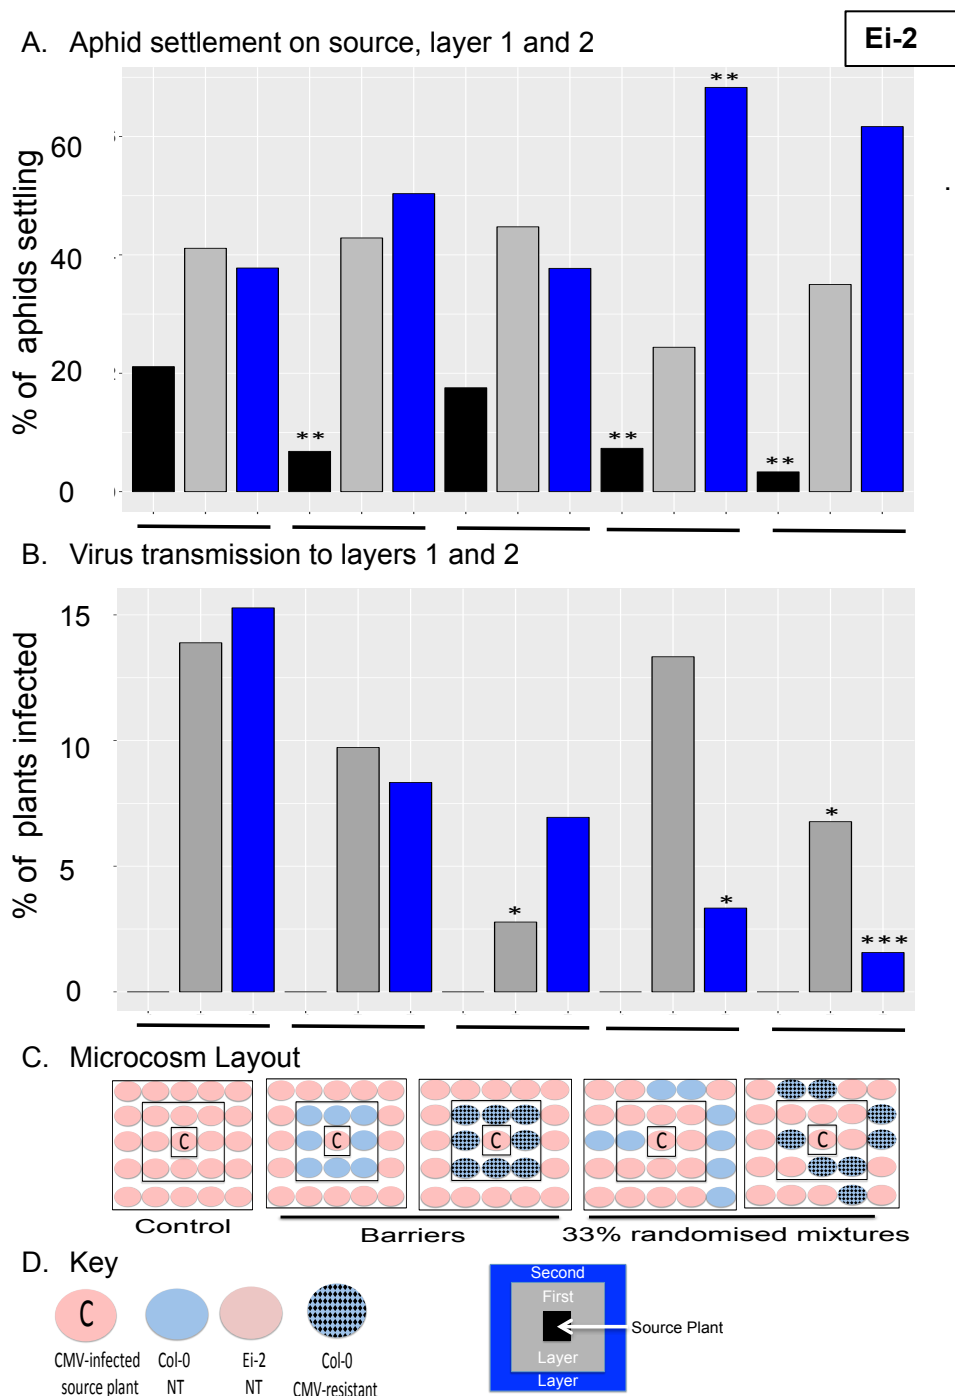 A. Aphid settlement on source, layer 1 and 2
Ei-2
% of aphids settling
60
40
20
0
**
**
**
**
B. Virus transmission to layers 1 and 2
% of plants infected
15
10
5
0
*
*
*
***
C. Microcosm Layout
C
C
C
C
C
Control
Barriers
33% randomised mixtures
D. Key
C
CMV-infected
source plant
Col-0
NT
Ei-2
NT
Col-0
CMV-resistant
Second
First
Source Plant
Layer
Layer